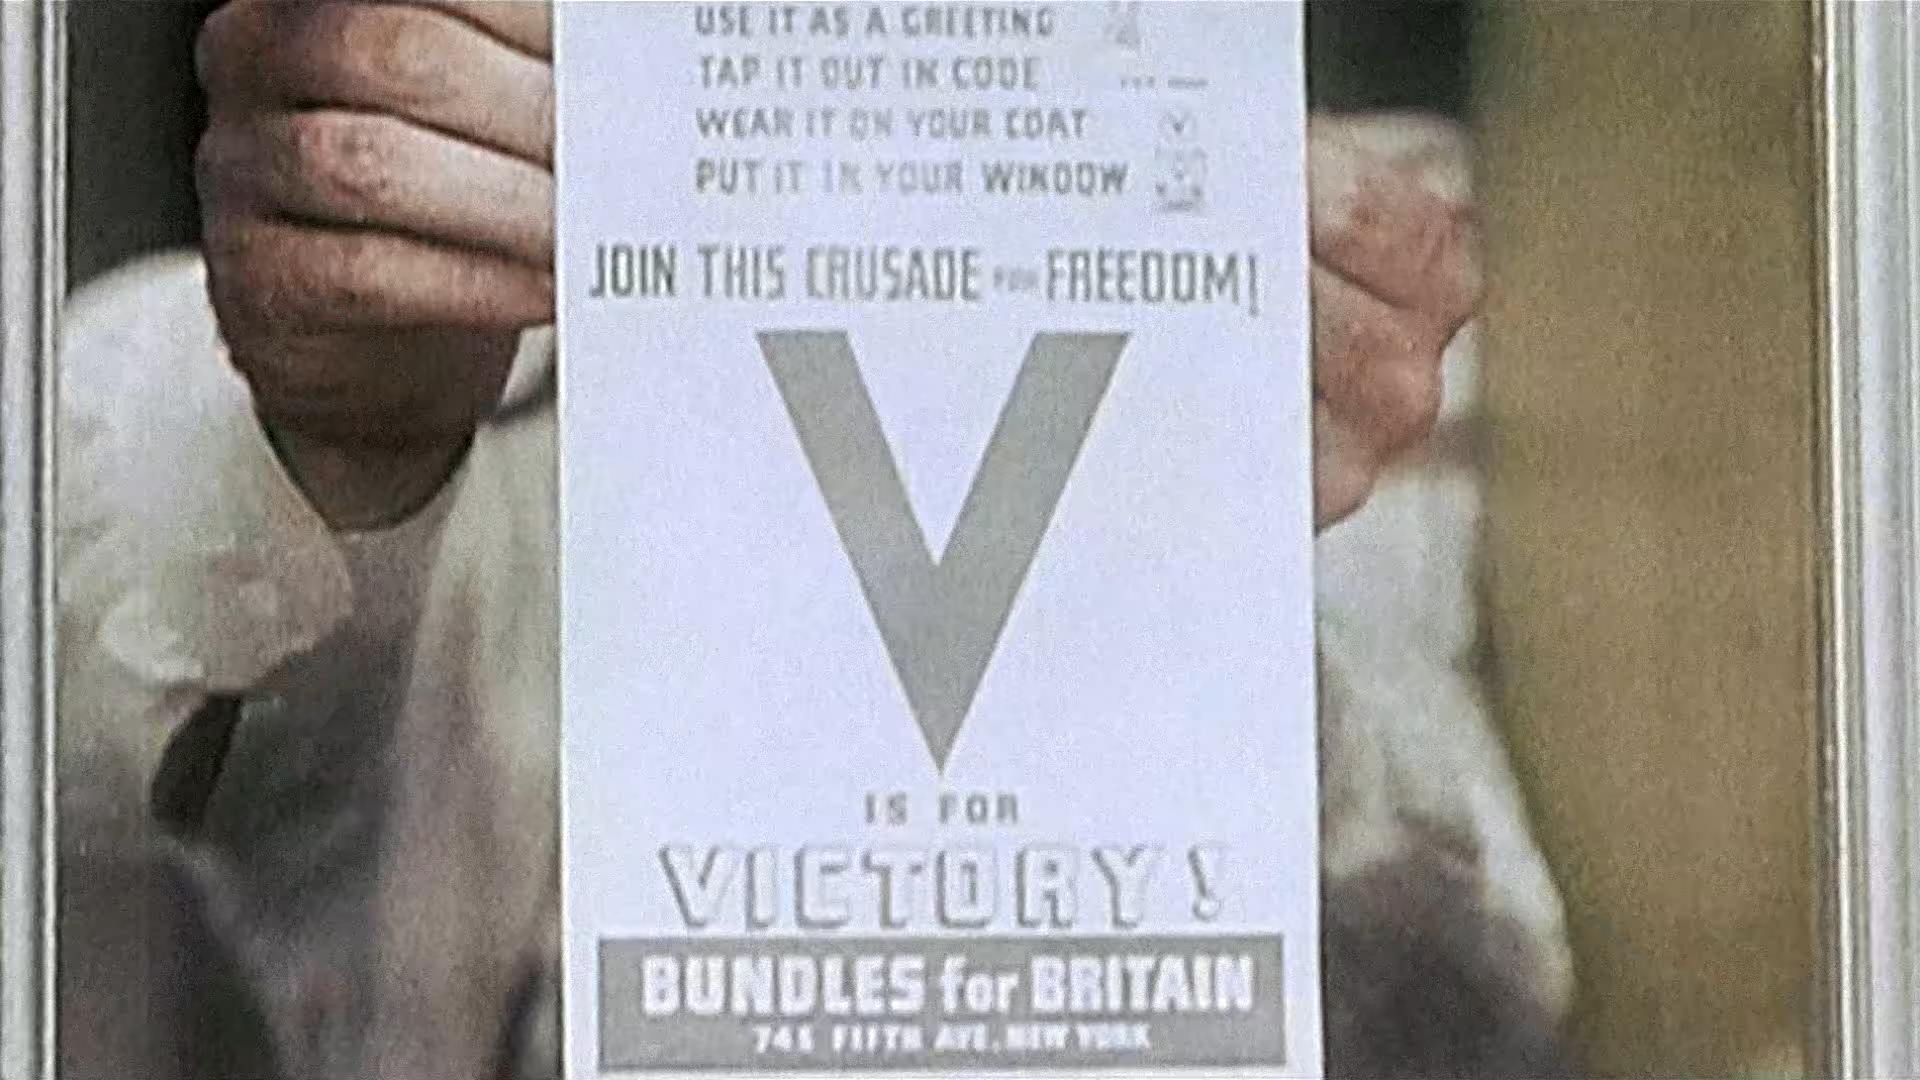 USE IT AS A GREETING
TAP IT OUT IN CODE
WEAR IT ON YOUR COAT V
PUT IT IN YOUR WINDOW
JOIN THIS CRUSADE FOR FREEDOM!
V
IS FOR
VICTORY!
BUNDLES for BRITAIN
745 FIFTH AVE. NEW YORK